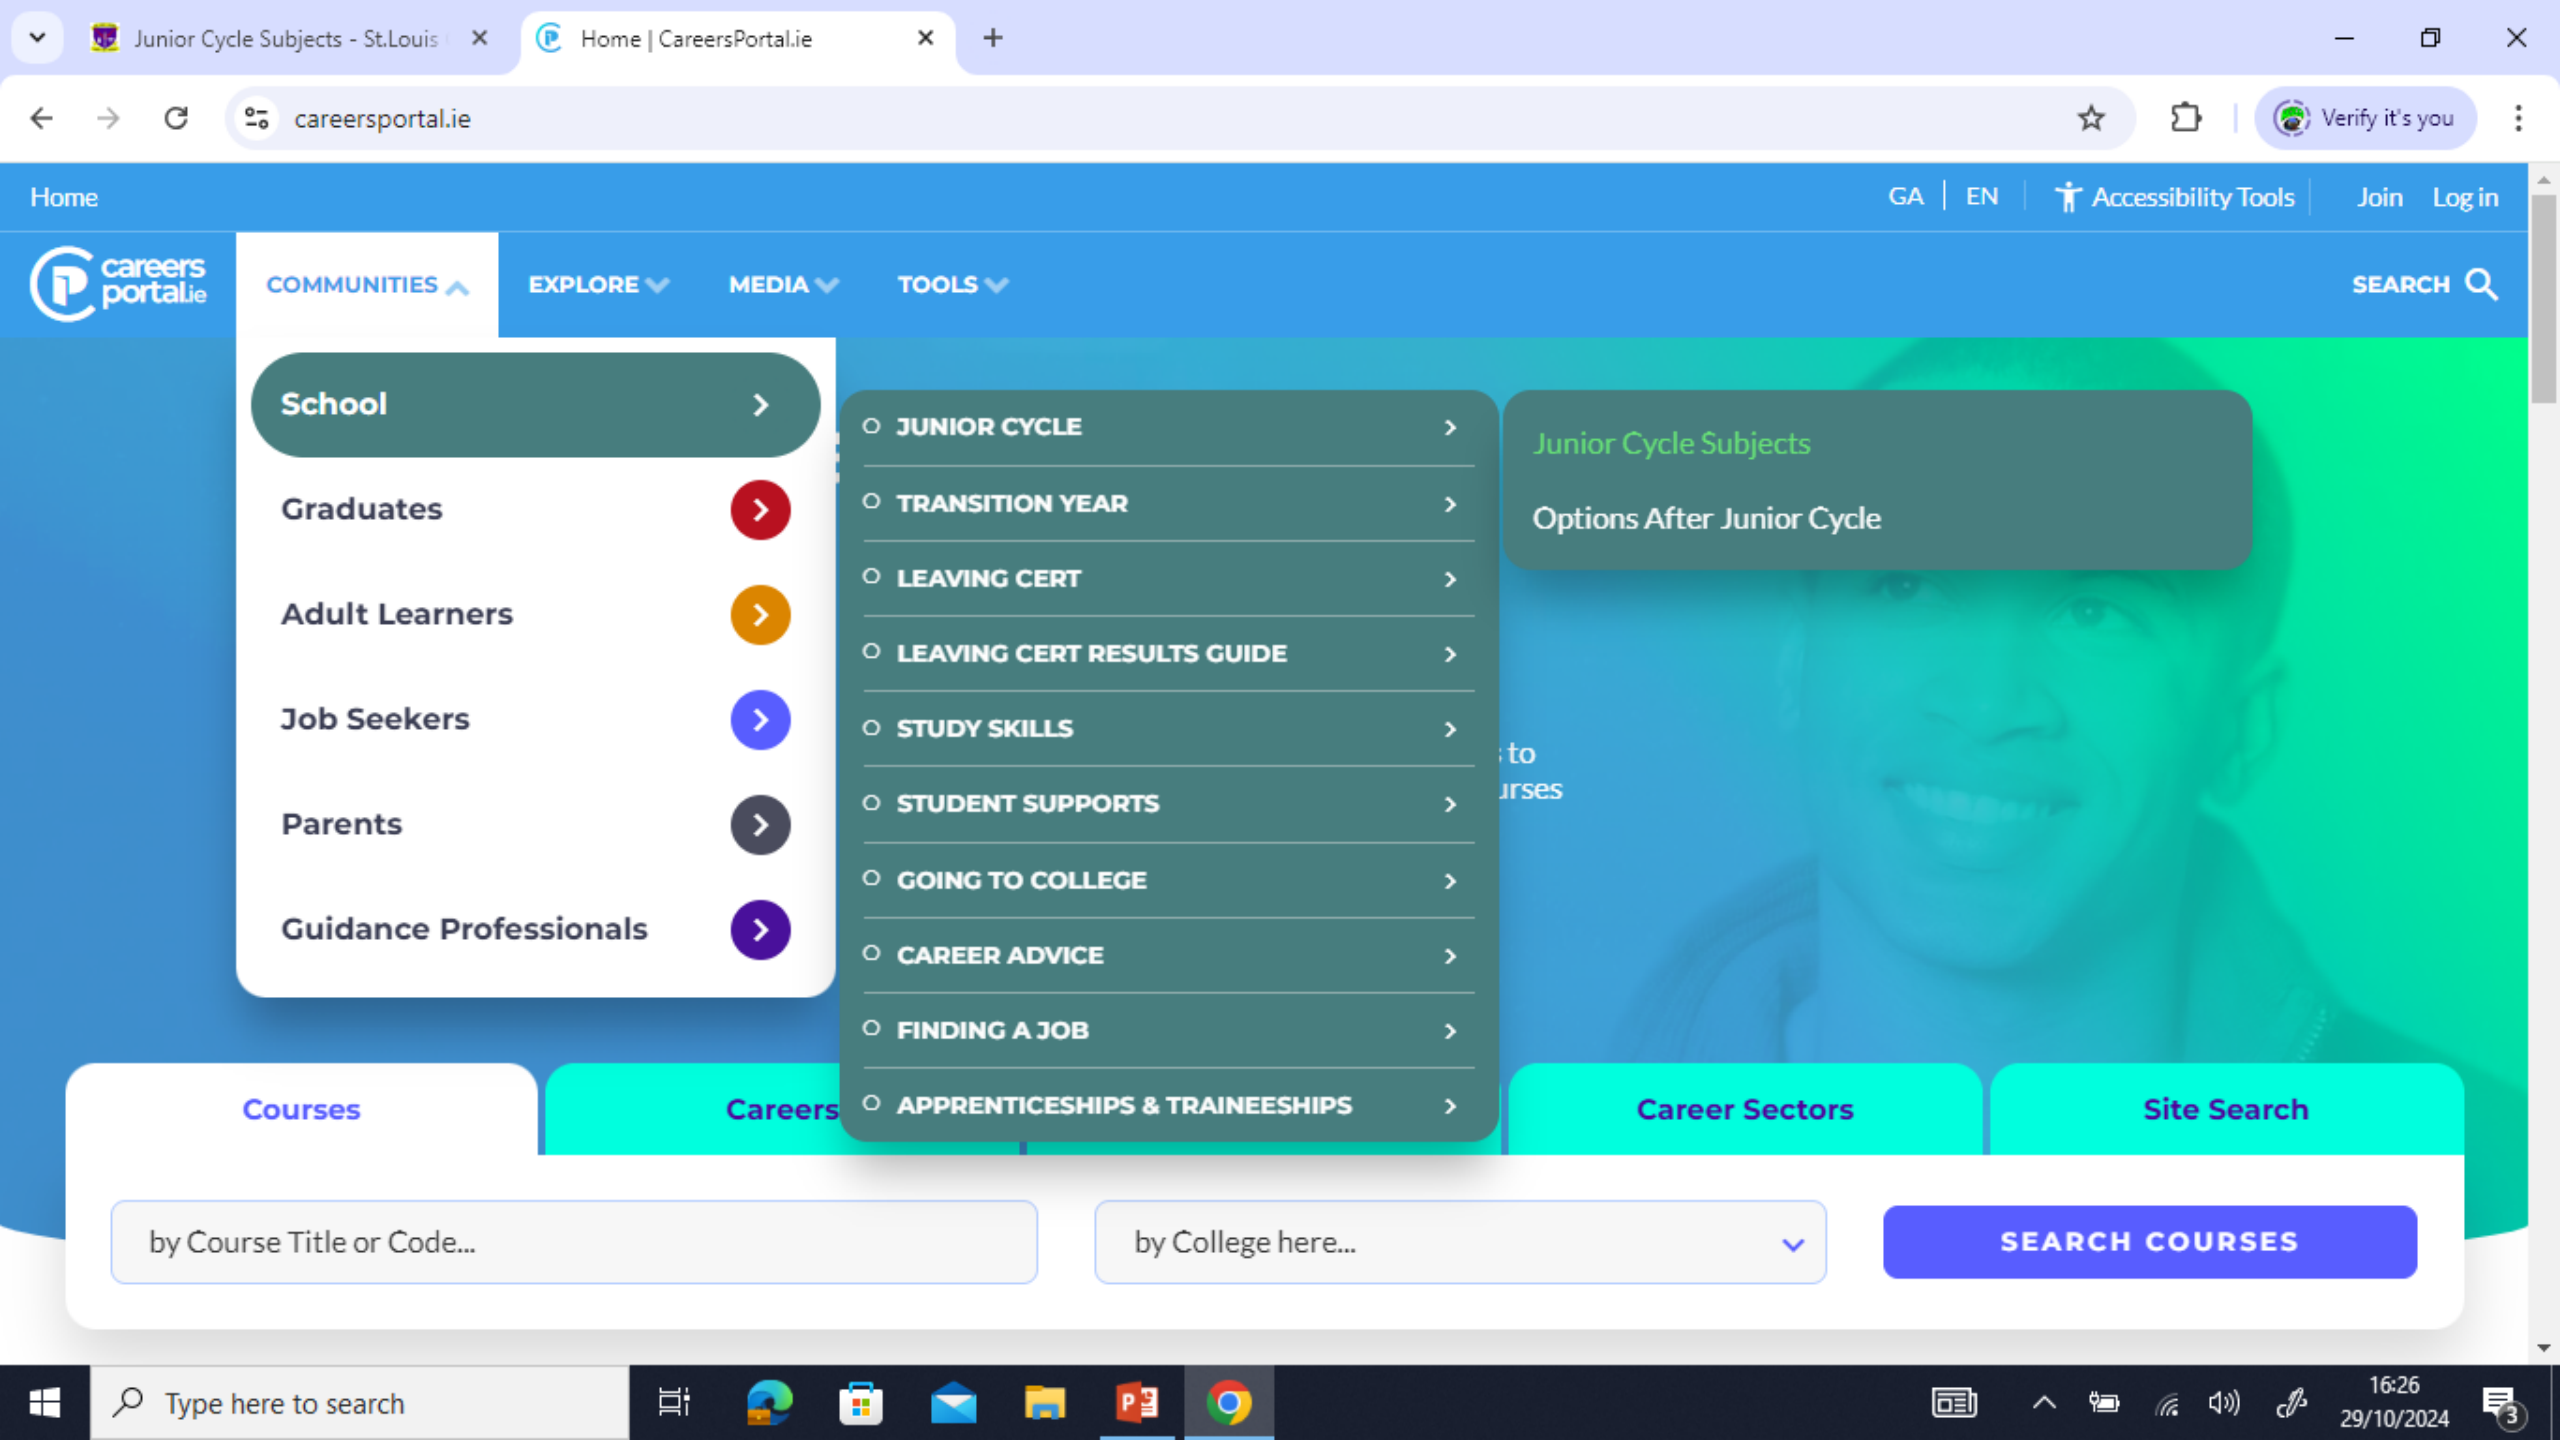 Junior Cycle Subjects - St.Louis
Home | CareersPortal.ie
careersportal.ie
Verify it's you
Home
GA | EN
Accessibility Tools
Join
Log in
careers
portal.ie
COMMUNITIES
EXPLORE
MEDIA
TOOLS
SEARCH
School
Graduates
Adult Learners
Job Seekers
Parents
Guidance Professionals
JUNIOR CYCLE
TRANSITION YEAR
LEAVING CERT
LEAVING CERT RESULTS GUIDE
STUDY SKILLS
STUDENT SUPPORTS
GOING TO COLLEGE
CAREER ADVICE
FINDING A JOB
APPRENTICESHIPS & TRAINEESHIPS
Junior Cycle Subjects
Options After Junior Cycle
to
Courses
Careers
Career Sectors
Site Search
by Course Title or Code...
by College here...
SEARCH COURSES
Type here to search
16:26
29/10/2024
3